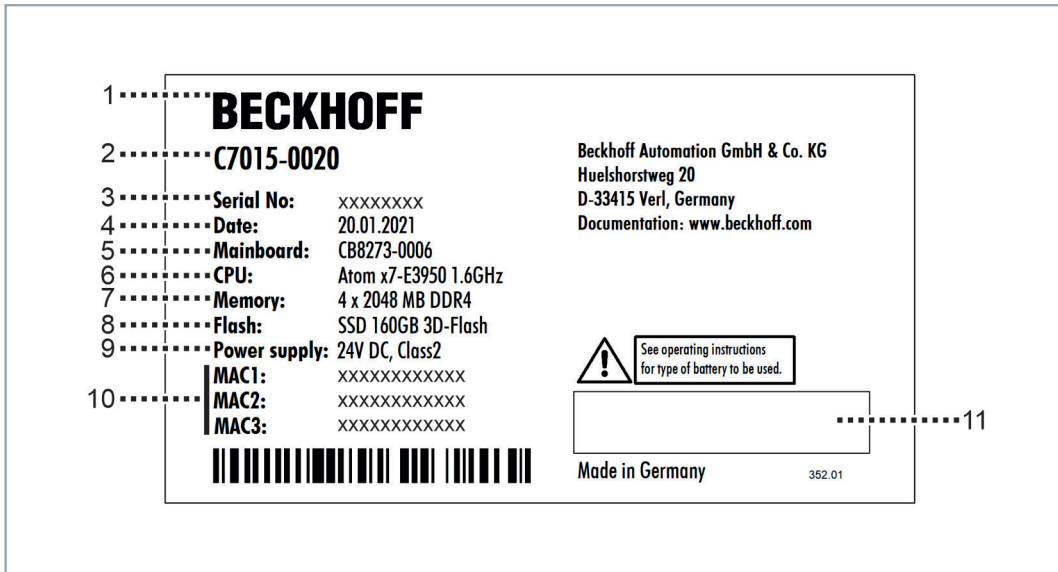 1 BECKHOFF
2 C7015-0020
3 Serial No: xxxxxxxx
4 Date: 20.01.2021
5 Mainboard: CB8273-0006
6 CPU: Atom x7-E3950 1.6GHz
7 Memory: 4 x 2048 MB DDR4
8 Flash: SSD 160GB 3D-Flash
9 Power supply: 24V DC, Class2
10
MAC1: xxxxxxxxxxxx
MAC2: xxxxxxxxxxxx
MAC3: xxxxxxxxxxxx
Beckhoff Automation GmbH & Co. KG
Huelshorstweg 20
D-33415 Verl, Germany
Documentation: www.beckhoff.com
See operating instructions
for type of battery to be used.
11
Made in Germany 352.01